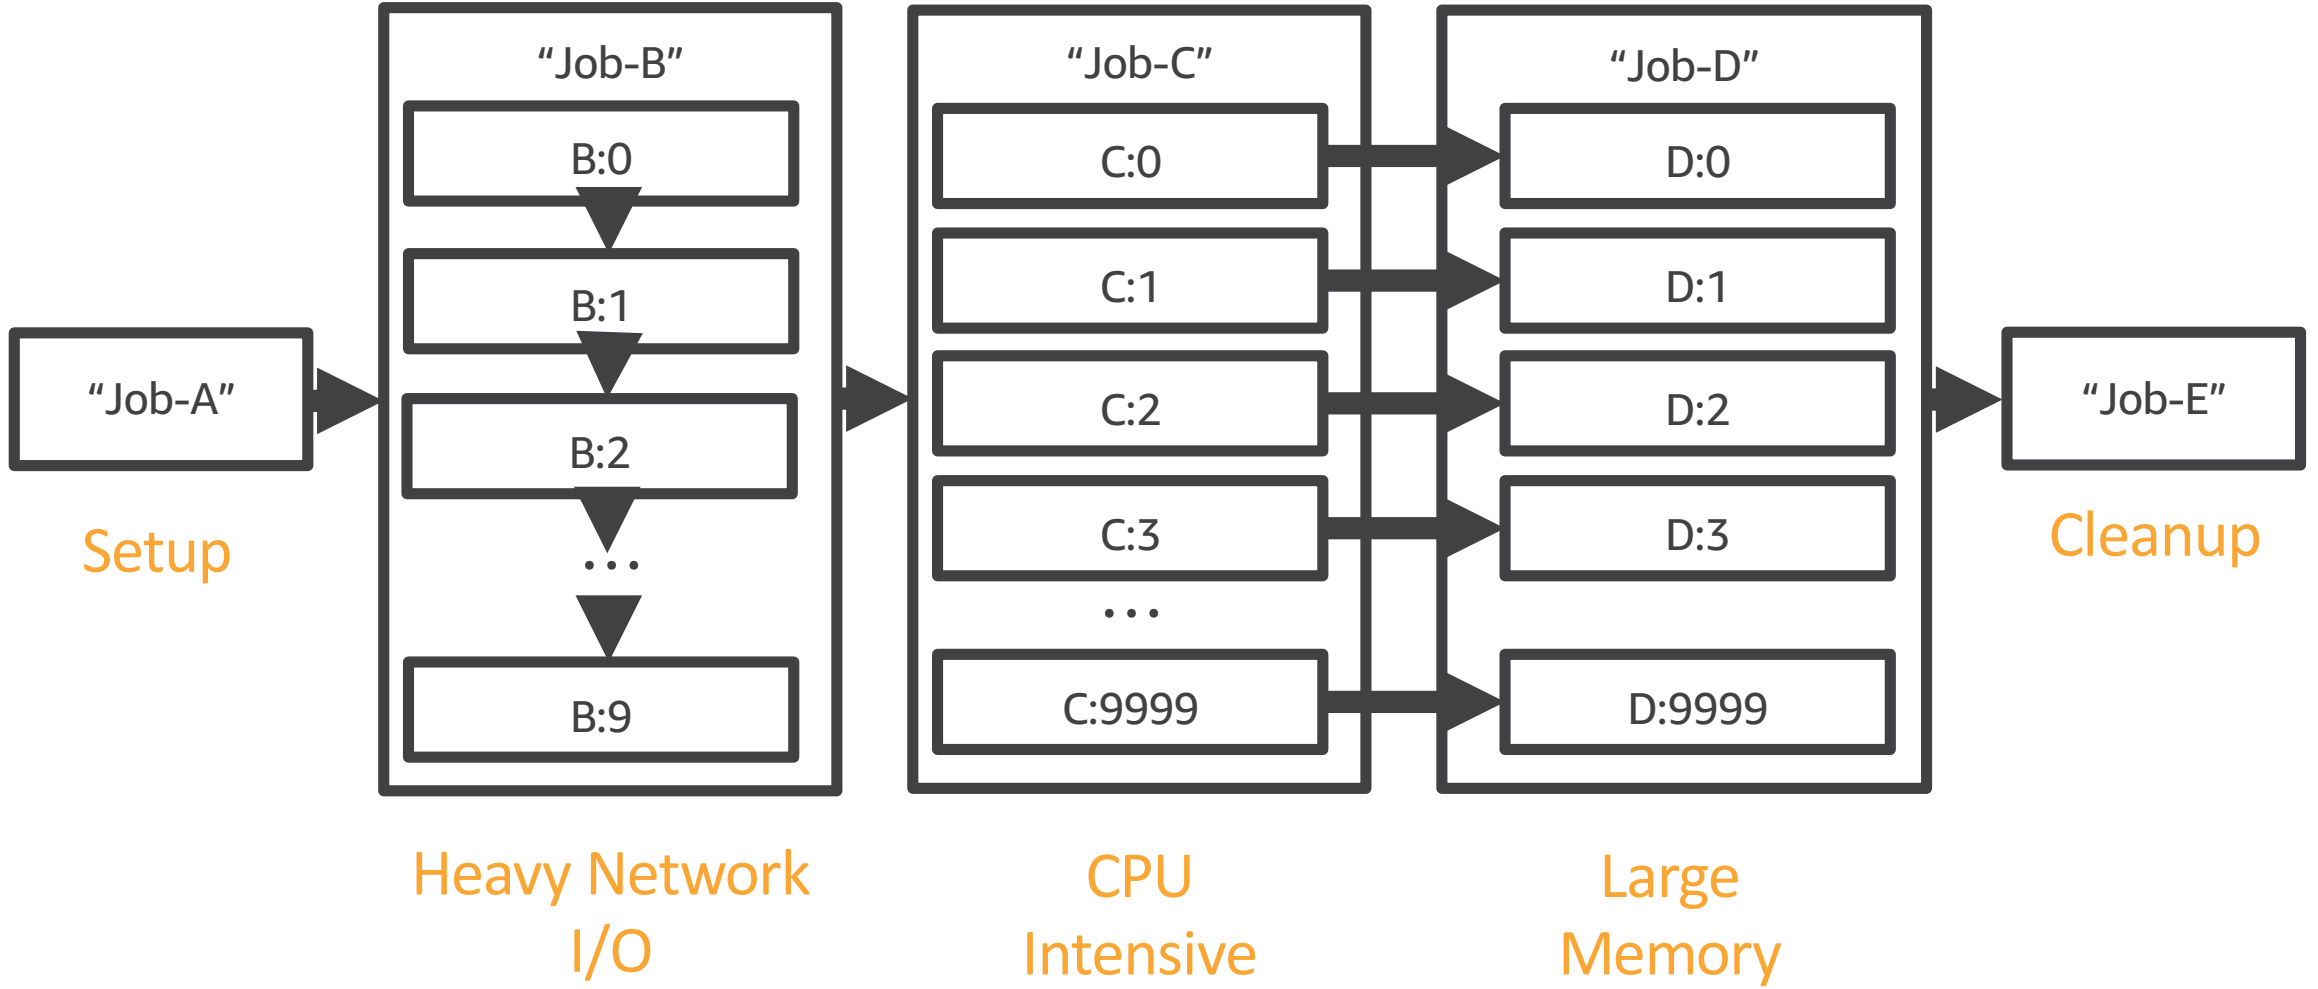 “Job-A”
Setup
“Job-B”
B:0
B:1
B:2
...
B:9
Heavy Network
I/O
“Job-C”
C:0
C:1
C:2
C:3
...
C:9999
CPU
Intensive
“Job-D”
D:0
D:1
D:2
D:3
D:9999
Large
Memory
“Job-E”
Cleanup